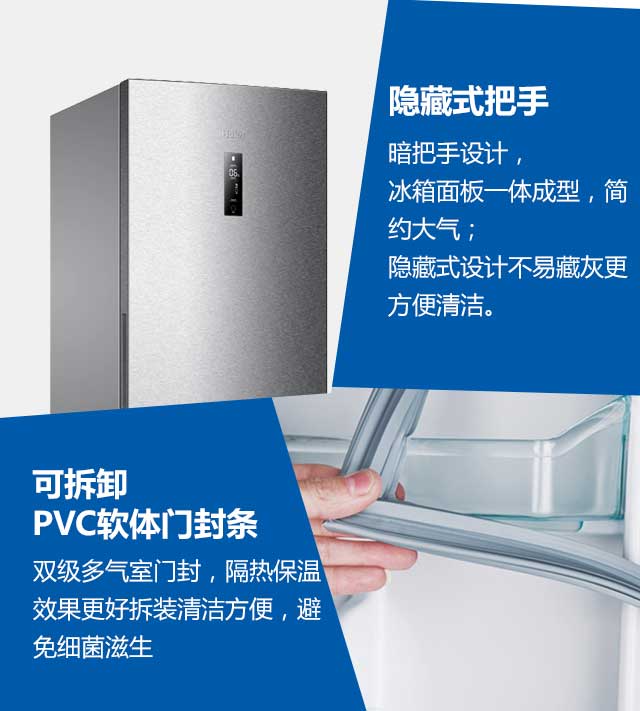 隐藏式把手
暗把手设计，
冰箱面板一体成型，简
约大气；
隐藏式设计不易藏灰更
方便清洁。
Haier
06
可拆卸
PVC软体门封条
双级多气室门封，隔热保温
效果更好拆装清洁方便，避
免细菌滋生